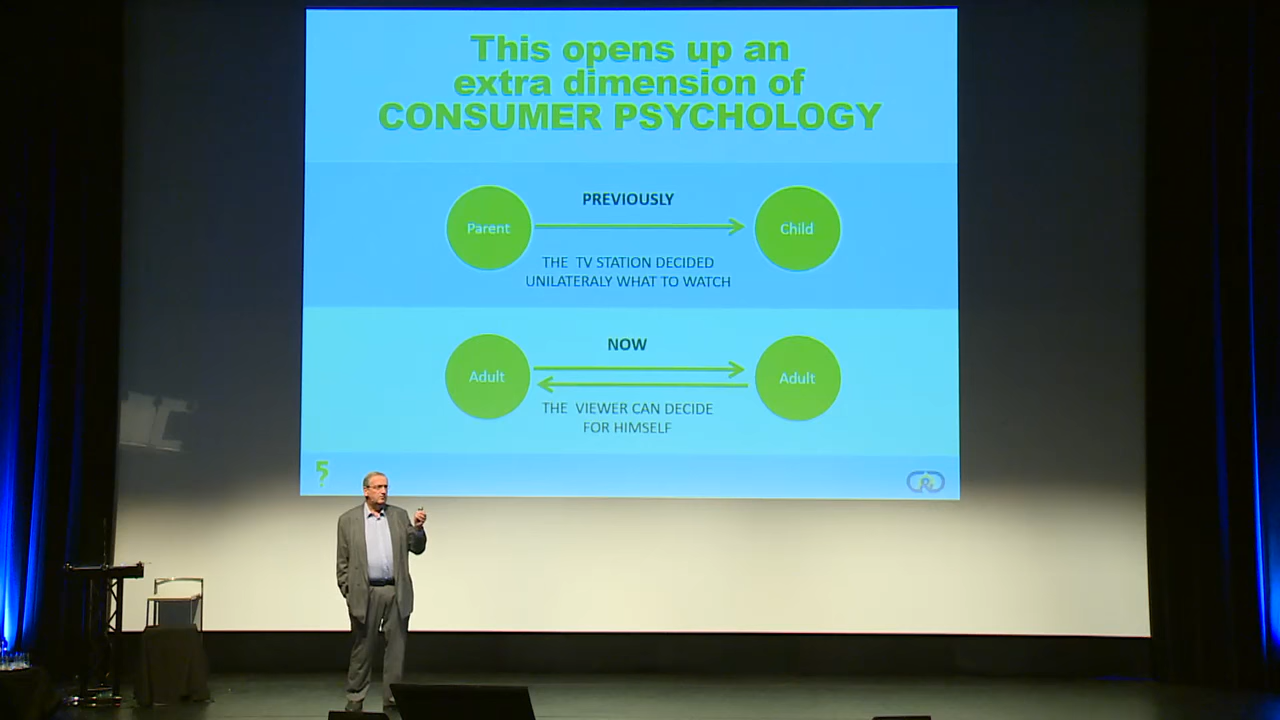 This opens up an
extra dimension of
CONSUMER PSYCHOLOGY
PREVIOUSLY
Parent
Child
THE TV STATION DECIDED
UNILATERALY WHAT TO WATCH
NOW
Adult
Adult
THE VIEWER CAN DECIDE
FOR HIMSELF